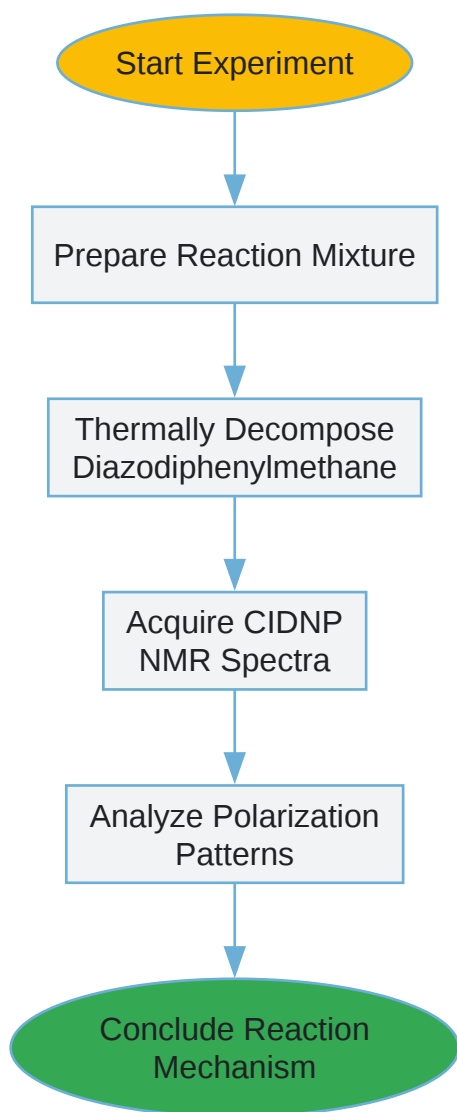 Start Experiment
Prepare Reaction Mixture
Thermally Decompose
Diazodiphenylmethane
Acquire CIDNP
NMR Spectra
Analyze Polarization
Patterns
Conclude Reaction
Mechanism